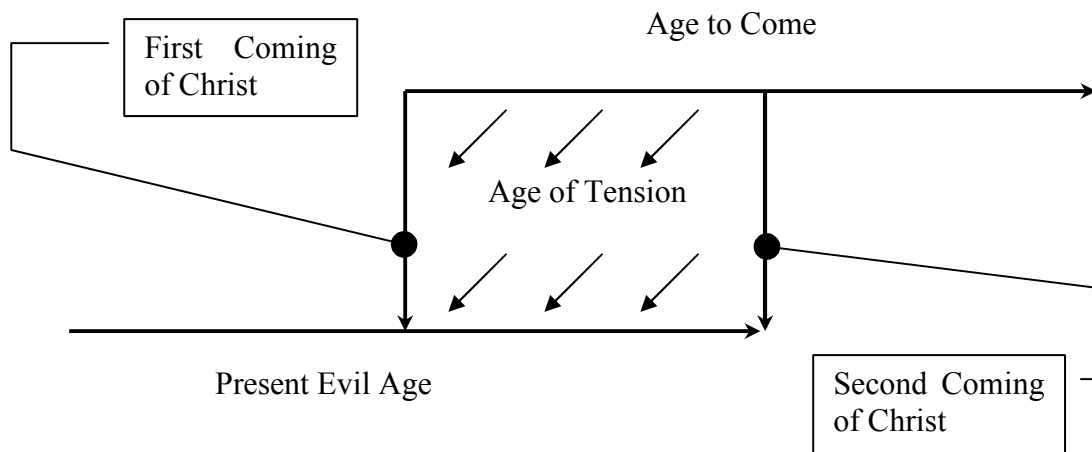 Age to Come
First Coming
of Christ
Age of Tension
Present Evil Age
Second Coming
of Christ